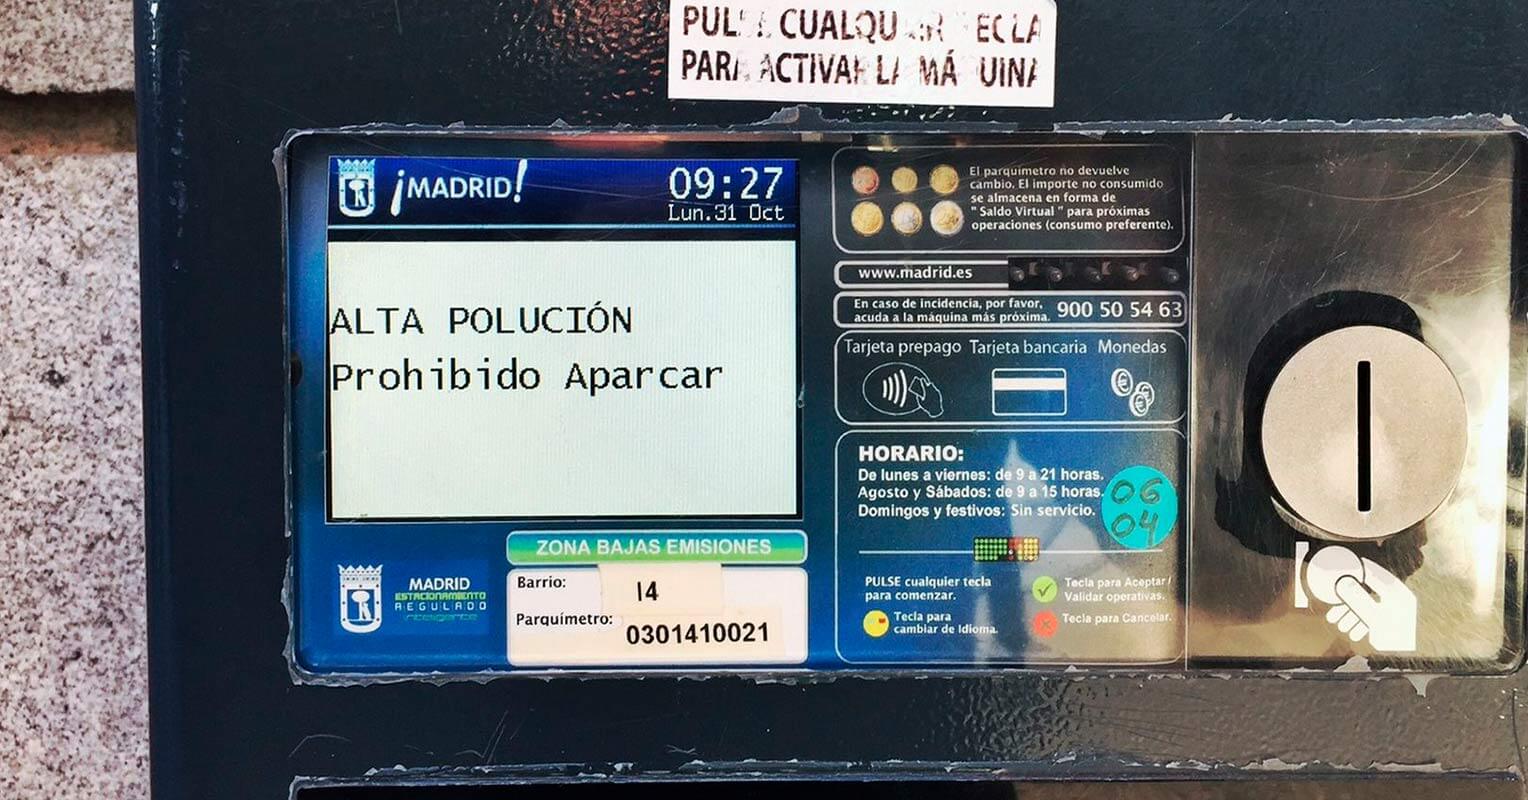 PULSE CUALQUIER TECLA
PARA ACTIVAR LA MÁQUINA
¡MADRID!
09:27
Lun.31 Oct
ALTA POLUCIÓN
Prohibido Aparcar
El parquímetro no devuelve
cambio. El importe no consumido
se almacena en forma de
" Saldo Virtual " para próximas
operaciones (consumo preferente).
www.madrid.es
En caso de incidencia, por favor,
acuda a la máquina más próxima. 900 50 54 63
Tarjeta prepago Tarjeta bancaria Monedas
HORARIO:
De lunes a viernes: de 9 a 21 horas.
Agosto y Sábados: de 9 a 15 horas.
Domingos y festivos: Sin servicio.
06
04
PULSE cualquier tecla
para comenzar.
Tecla para
cambiar de Idioma.
Tecla para Aceptar /
Validar operativas.
Tecla para Cancelar.
MADRID
ESTACIONAMIENTO
REGULADO
inteligente
ZONA BAJAS EMISIONES
Barrio: 14
Parquímetro: 0301410021